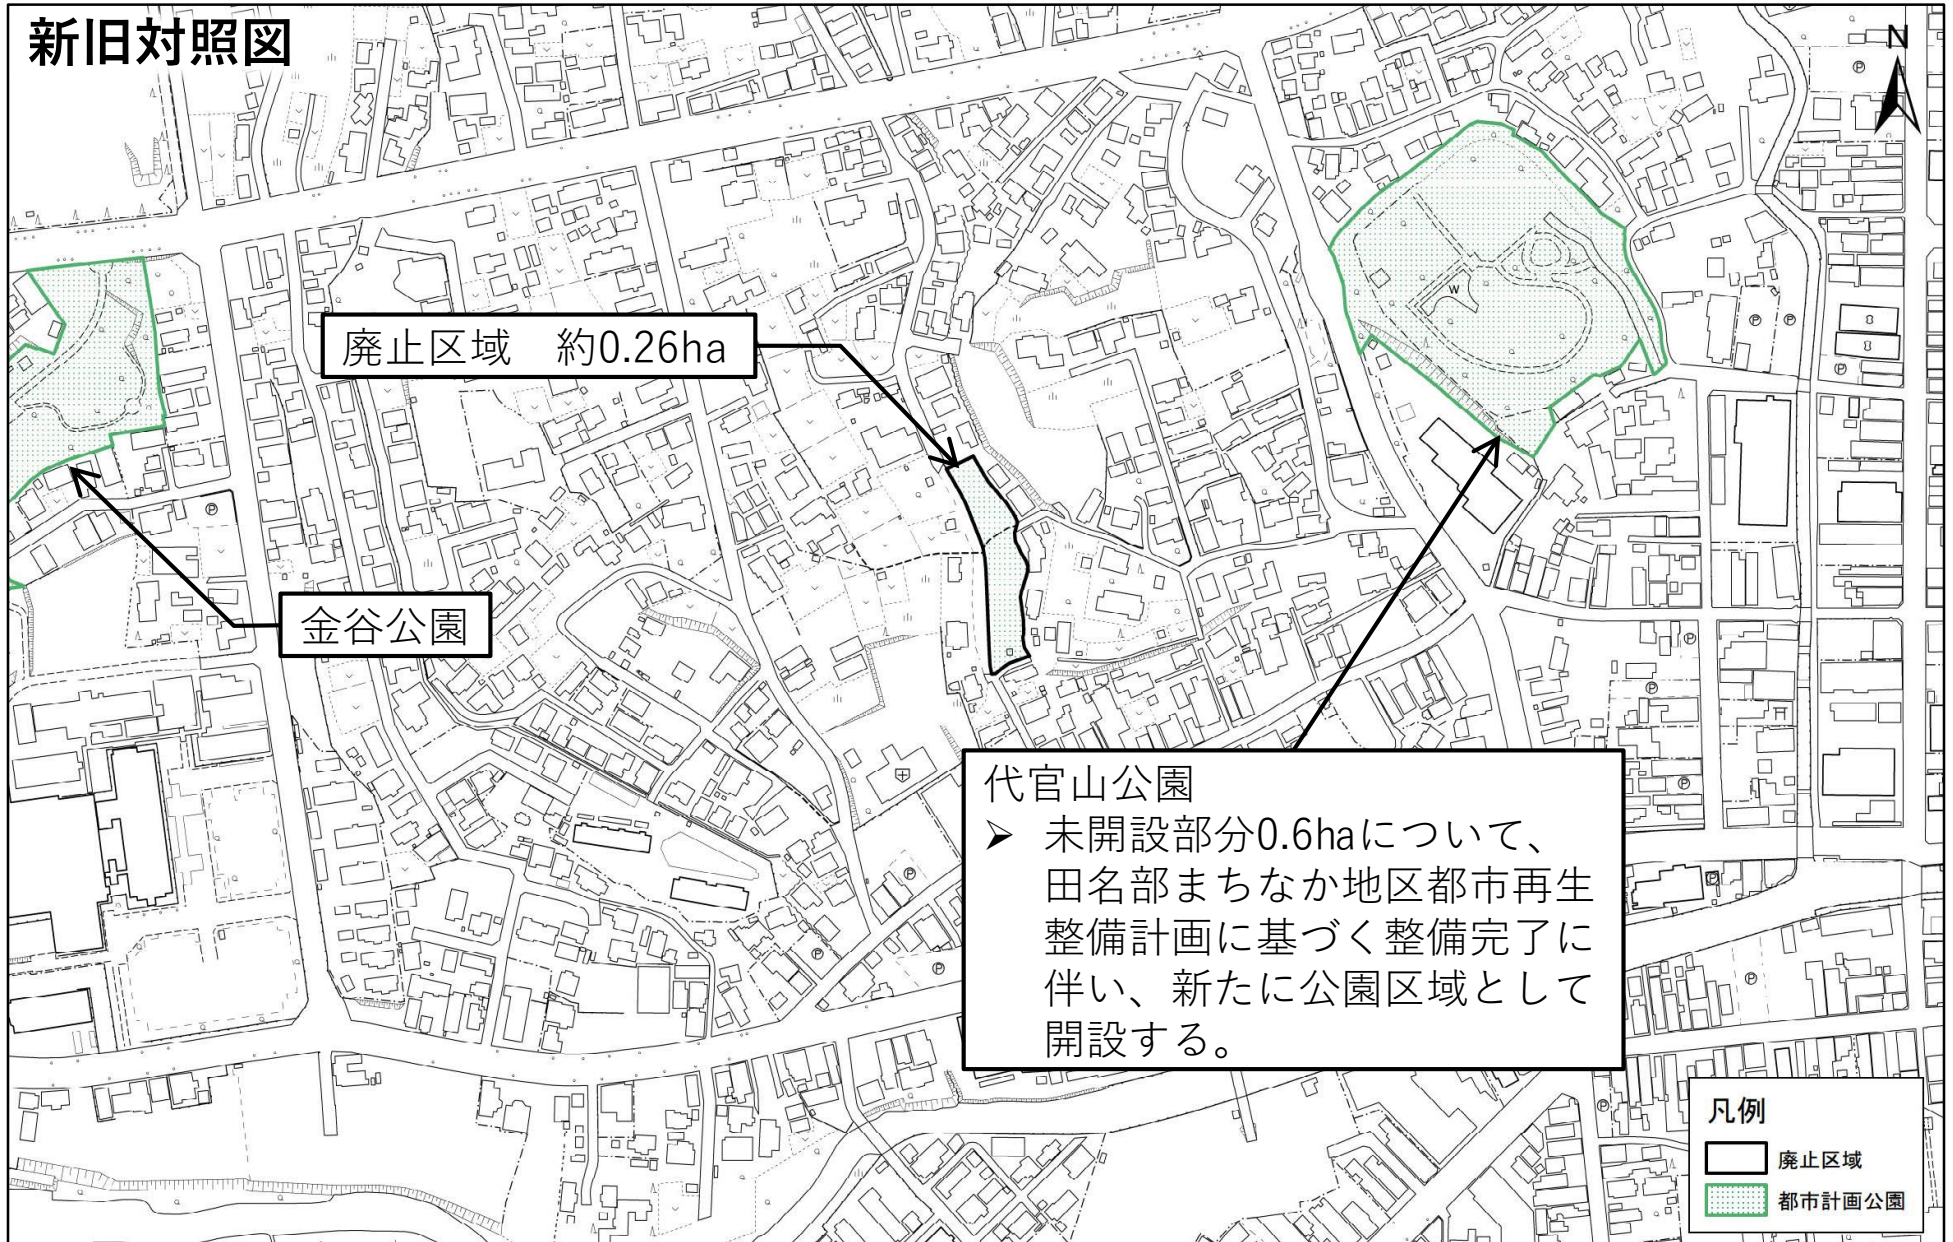 新旧対照図
N
廃止区域　約0.26ha
W
金谷公園
代官山公園
➢ 未開設部分0.6haについて、
田名部まちなか地区都市再生
整備計画に基づく整備完了に
伴い、新たに公園区域として
開設する。
凡例
廃止区域
都市計画公園